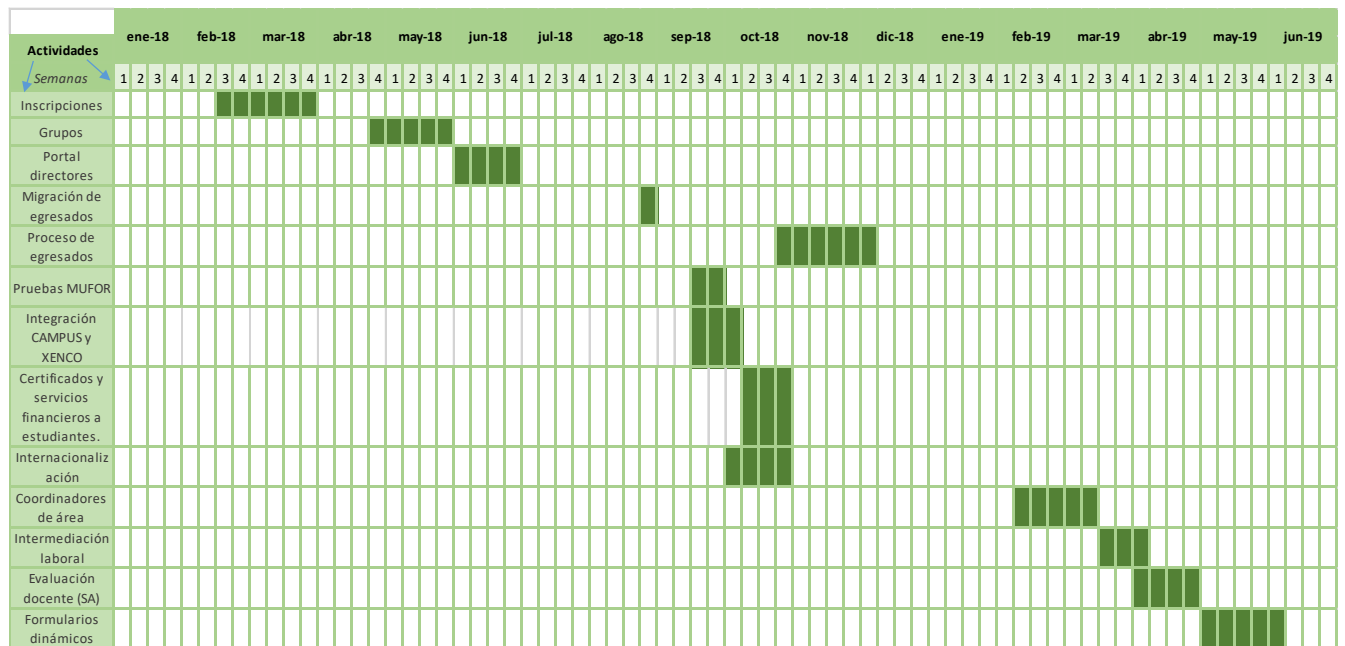 ene-18 feb-18 mar-18 abr-18 may-18 jun-18 jul-18 ago-18 sep-18 oct-18 nov-18 dic-18 ene-19 feb-19 mar-19 abr-19 may-19 jun-19
Actividades
Semanas 1 2 3 4 1 2 3 4 1 2 3 4 1 2 3 4 1 2 3 4 1 2 3 4 1 2 3 4 1 2 3 4 1 2 3 4 1 2 3 4 1 2 3 4 1 2 3 4 1 2 3 4 1 2 3 4 1 2 3 4 1 2 3 4 1 2 3 4 1 2 3 4
Inscripciones
Grupos
Portal
directores
Migración de
egresados
Proceso de
egresados
Pruebas MUFOR
Integración
CAMPUS y
XENCO
Certificados y
servicios
financieros a
estudiantes.
Internacionaliz
ación
Coordinadores
de área
Intermediación
laboral
Evaluación
docente (SA)
Formularios
dinámicos